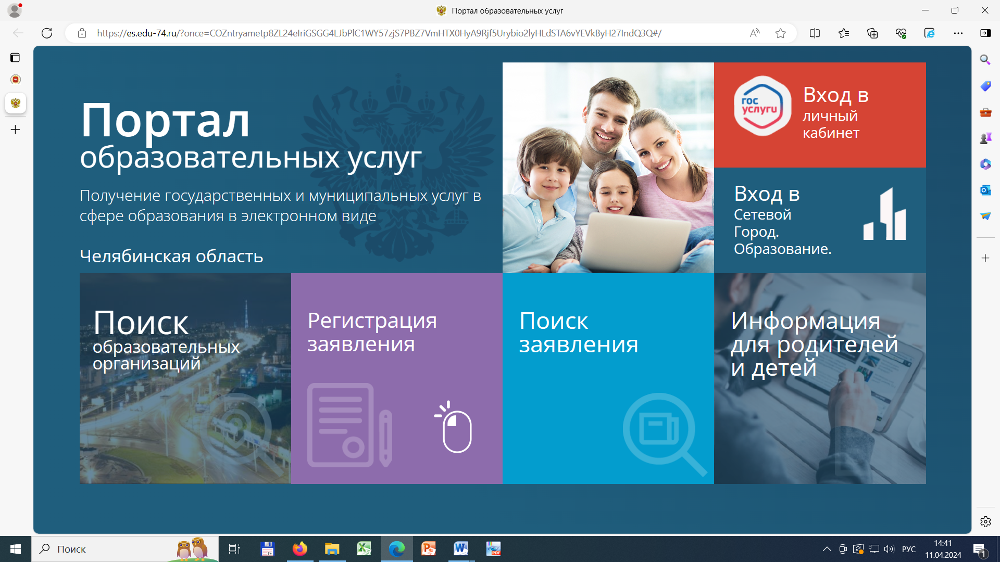 Портал образовательных услуг
https://es.edu-74.ru/?once=COZntryametp8ZL24eIriGSGG4LJbPlC1WY57zjS7PBZ7VmHTX0HyA9Rjf5Urybio2lyHLdSTA6vYEVkByH27IndQ3Q#/
Портал
образовательных услуг
Получение государственных и муниципальных услуг в
сфере образования в электронном виде
Челябинская область
гос
услуги
Вход в
личный
кабинет
Вход в
Сетевой
Город.
Образование.
Поиск
образовательных
организаций
Регистрация
заявления
Поиск
заявления
Информация
для родителей
и детей
Поиск
64
PDF
РУС
14:41
11.04.2024
1